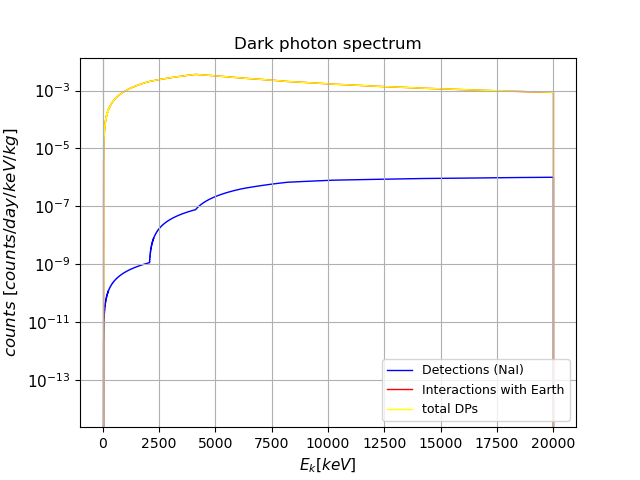 Dark photon spectrum
counts [counts/day/keV/kg]
10⁻³
10⁻⁵
10⁻⁷
10⁻⁹
10⁻¹¹
10⁻¹³
Detections (NaI)
Interactions with Earth
total DPs
0 2500 5000 7500 10000 12500 15000 17500 20000
E_k[keV]